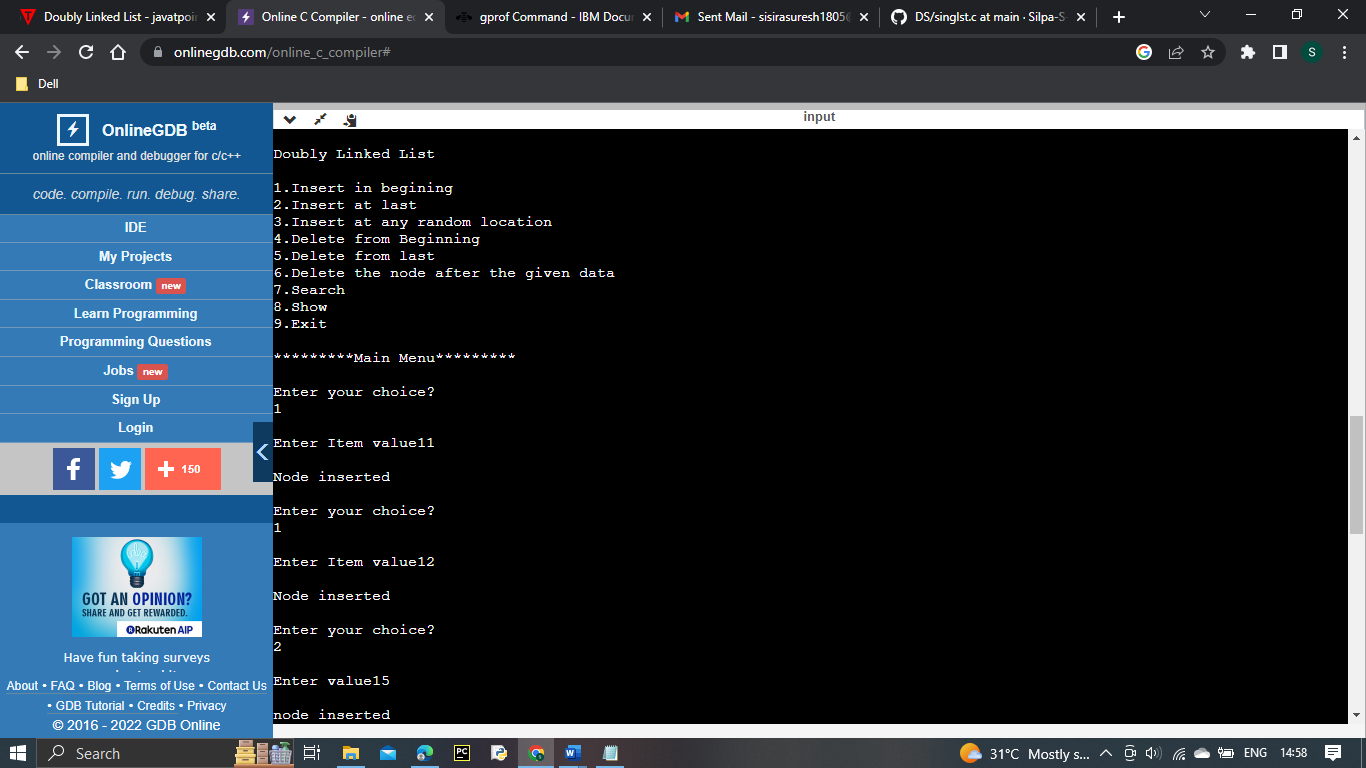 Doubly Linked List - javatpoin
Online C Compiler - online e
gprof Command - IBM Docu
Sent Mail - sisirasuresh1805
DS/singlst.c at main · Silpa-S
onlinegdb.com/online_c_compiler#
S
Dell
OnlineGDB beta
online compiler and debugger for c/c++
code. compile. run. debug. share.
IDE
My Projects
Classroom new
Learn Programming
Programming Questions
Jobs new
Sign Up
Login
f
150
GOT AN OPINION?
SHARE AND GET REWARDED.
Rakuten AIP
Have fun taking surveys
About • FAQ • Blog • Terms of Use • Contact Us
• GDB Tutorial • Credits • Privacy
© 2016 - 2022 GDB Online
input
Doubly Linked List
1.Insert in begining
2.Insert at last
3.Insert at any random location
4.Delete from Beginning
5.Delete from last
6.Delete the node after the given data
7.Search
8.Show
9.Exit
*********Main Menu*********
Enter your choice?
1
Enter Item value11
Node inserted
Enter your choice?
1
Enter Item value12
Node inserted
Enter your choice?
2
Enter value15
node inserted
Search
PC
31°C Mostly s...
ENG
14:58